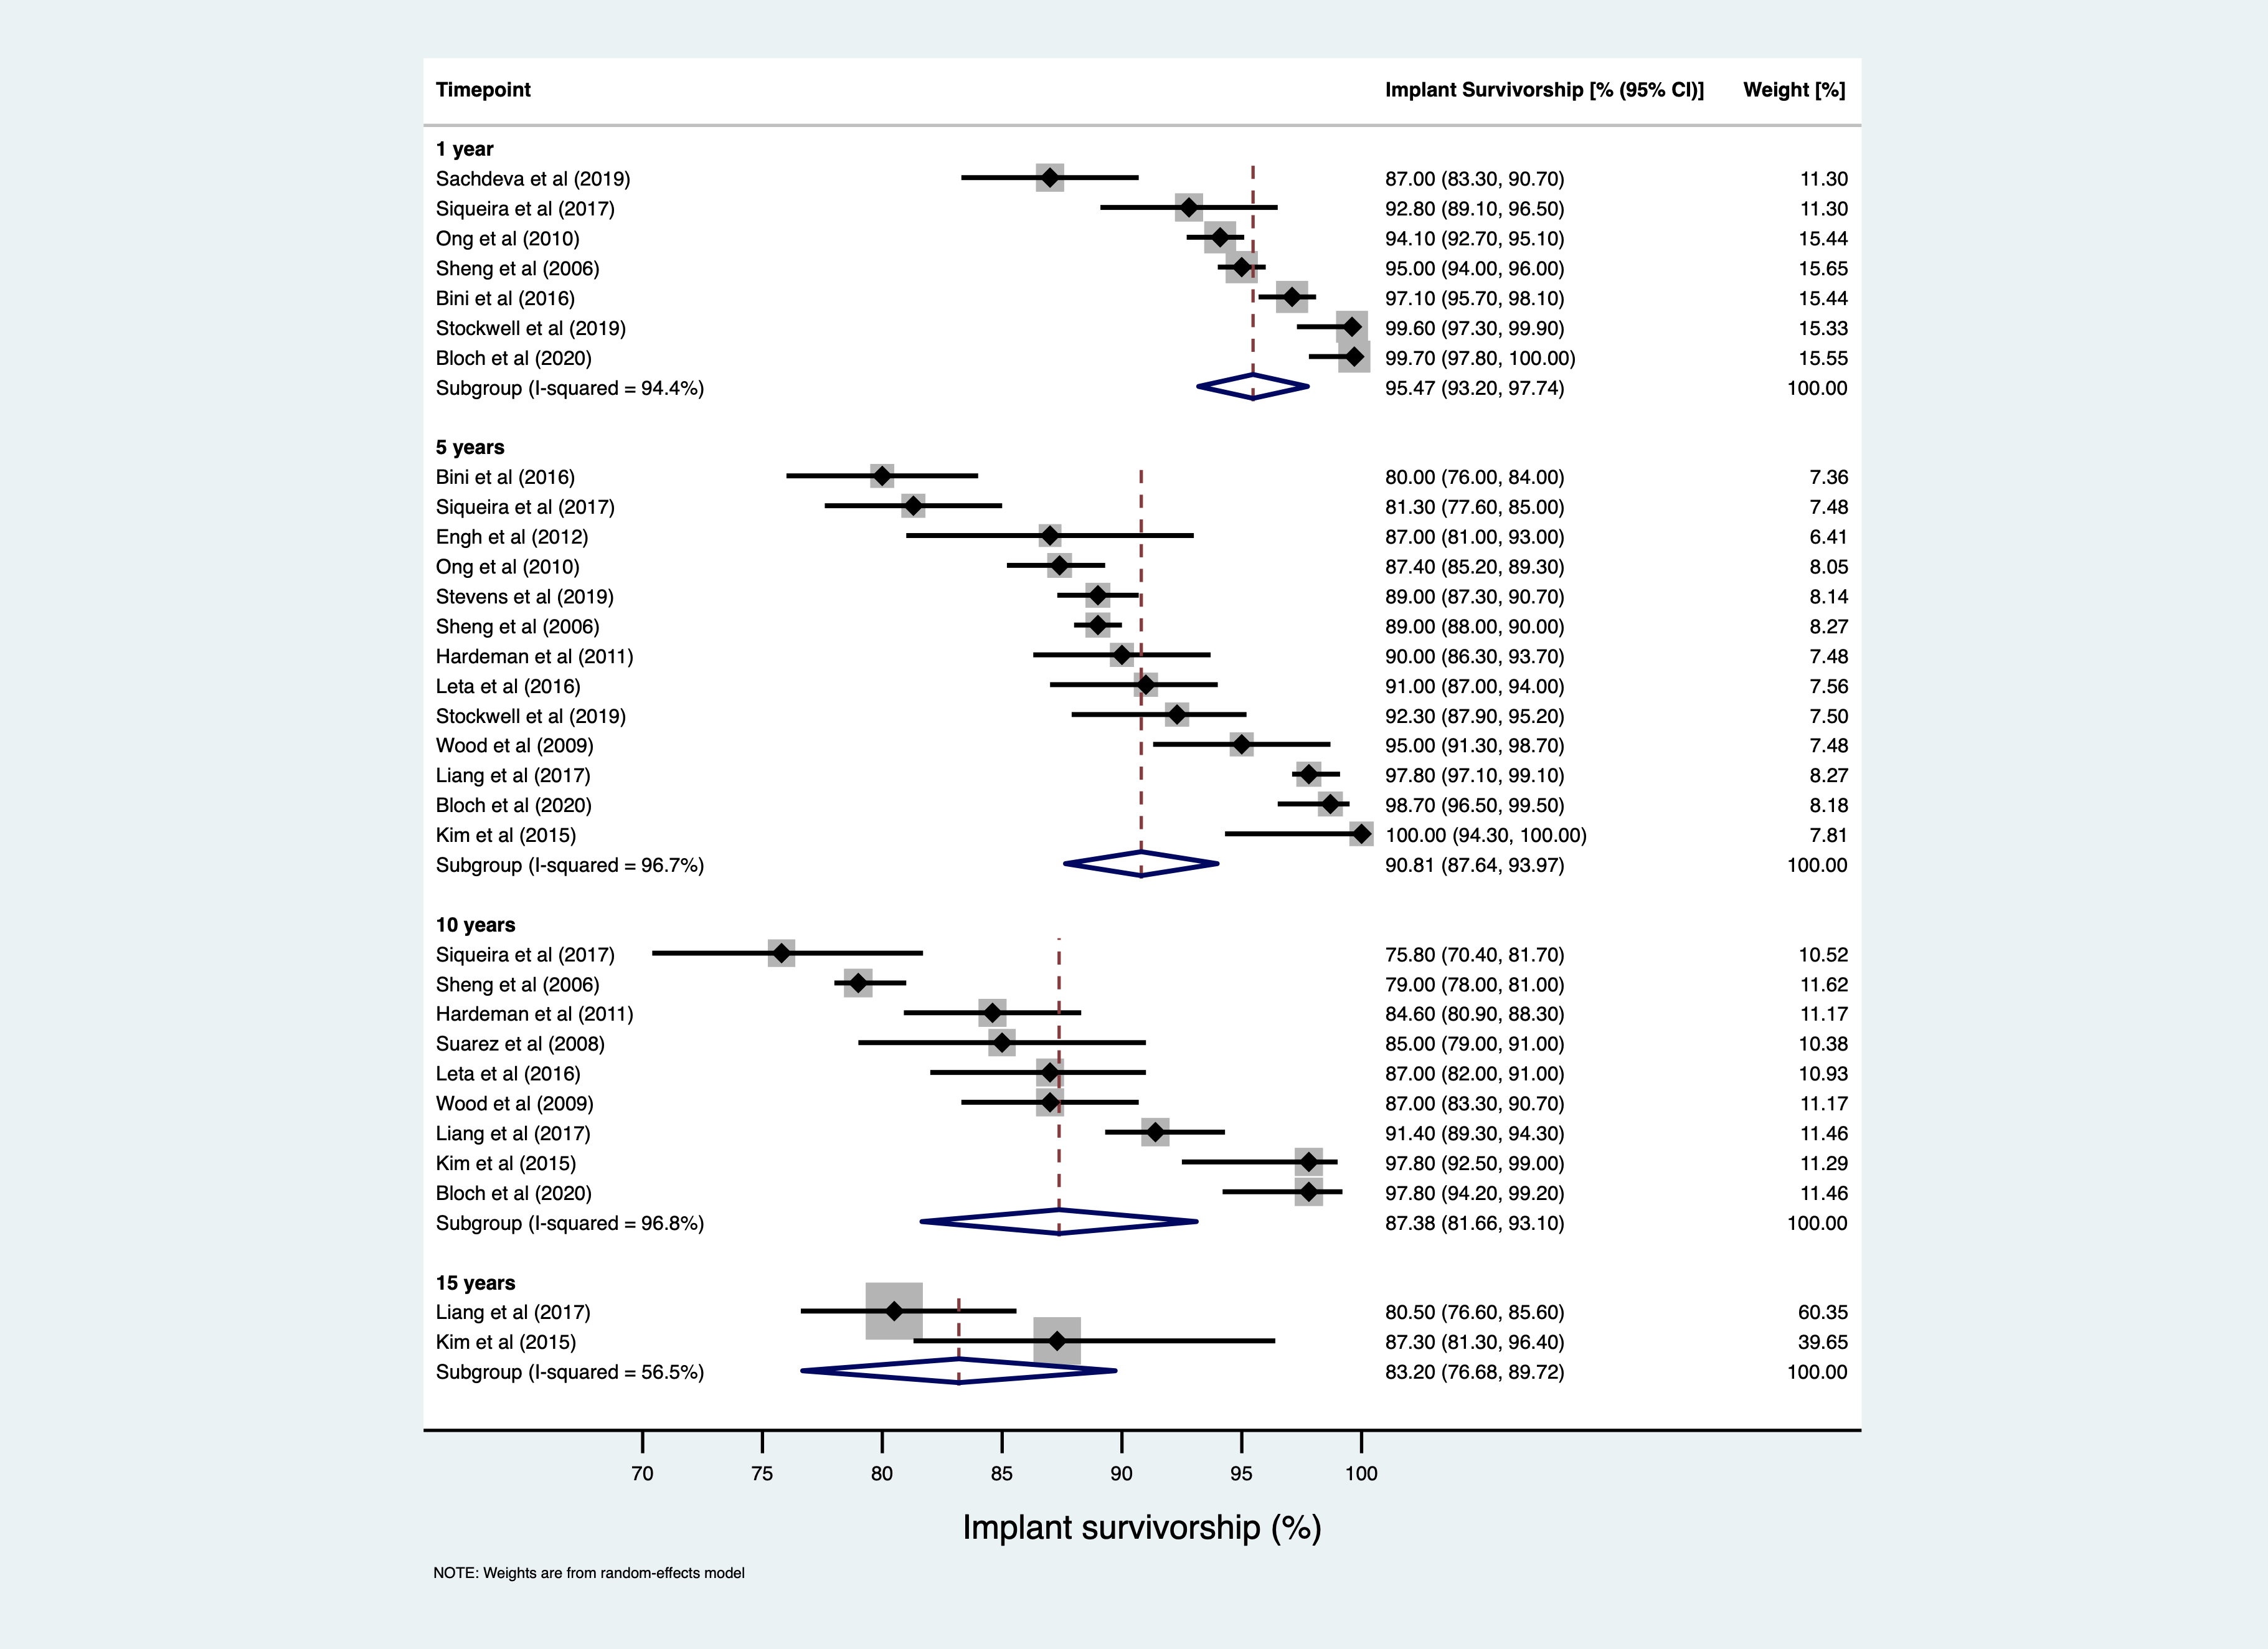 Timepoint Implant Survivorship [% (95% CI)] Weight [%]
1 year
Sachdeva et al (2019) 87.00 (83.30, 90.70) 11.30
Siqueira et al (2017) 92.80 (89.10, 96.50) 11.30
Ong et al (2010) 94.10 (92.70, 95.10) 15.44
Sheng et al (2006) 95.00 (94.00, 96.00) 15.65
Bini et al (2016) 97.10 (95.70, 98.10) 15.44
Stockwell et al (2019) 99.60 (97.30, 99.90) 15.33
Bloch et al (2020) 99.70 (97.80, 100.00) 15.55
Subgroup (I-squared = 94.4%) 95.47 (93.20, 97.74) 100.00
5 years
Bini et al (2016) 80.00 (76.00, 84.00) 7.36
Siqueira et al (2017) 81.30 (77.60, 85.00) 7.48
Engh et al (2012) 87.00 (81.00, 93.00) 6.41
Ong et al (2010) 87.40 (85.20, 89.30) 8.05
Stevens et al (2019) 89.00 (87.30, 90.70) 8.14
Sheng et al (2006) 89.00 (88.00, 90.00) 8.27
Hardeman et al (2011) 90.00 (86.30, 93.70) 7.48
Leta et al (2016) 91.00 (87.00, 94.00) 7.56
Stockwell et al (2019) 92.30 (87.90, 95.20) 7.50
Wood et al (2009) 95.00 (91.30, 98.70) 7.48
Liang et al (2017) 97.80 (97.10, 99.10) 8.27
Bloch et al (2020) 98.70 (96.50, 99.50) 8.18
Kim et al (2015) 100.00 (94.30, 100.00) 7.81
Subgroup (I-squared = 96.7%) 90.81 (87.64, 93.97) 100.00
10 years
Siqueira et al (2017) 75.80 (70.40, 81.70) 10.52
Sheng et al (2006) 79.00 (78.00, 81.00) 11.62
Hardeman et al (2011) 84.60 (80.90, 88.30) 11.17
Suarez et al (2008) 85.00 (79.00, 91.00) 10.38
Leta et al (2016) 87.00 (82.00, 91.00) 10.93
Wood et al (2009) 87.00 (83.30, 90.70) 11.17
Liang et al (2017) 91.40 (89.30, 94.30) 11.46
Kim et al (2015) 97.80 (92.50, 99.00) 11.29
Bloch et al (2020) 97.80 (94.20, 99.20) 11.46
Subgroup (I-squared = 96.8%) 87.38 (81.66, 93.10) 100.00
15 years
Liang et al (2017) 80.50 (76.60, 85.60) 60.35
Kim et al (2015) 87.30 (81.30, 96.40) 39.65
Subgroup (I-squared = 56.5%) 83.20 (76.68, 89.72) 100.00
70 75 80 85 90 95 100
Implant survivorship (%)
NOTE: Weights are from random-effects model